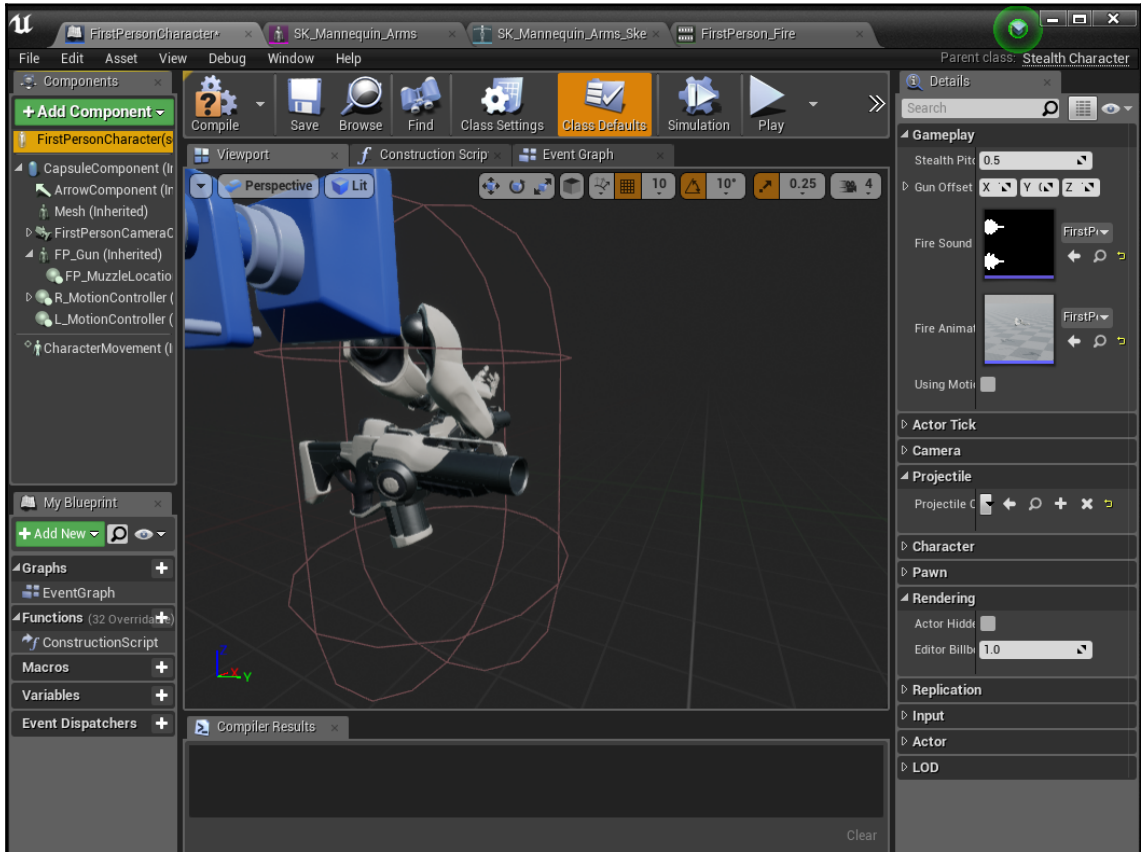 FirstPersonCharacter*
SK_Mannequin_Arms
SK_Mannequin_Arms_Ske
FirstPerson_Fire
File Edit Asset View Debug Window Help
Parent class: Stealth Character
Components
+ Add Component
FirstPersonCharacter(s
CapsuleComponent (In
ArrowComponent (In
Mesh (Inherited)
FirstPersonCameraC
FP_Gun (Inherited)
FP_MuzzleLocatio
R_MotionController (
L_MotionController (
CharacterMovement (I
My Blueprint
+ Add New
Graphs
EventGraph
Functions (32 Overridable)
ConstructionScript
Macros
Variables
Event Dispatchers
Compile Save Browse Find Class Settings Class Defaults Simulation Play
Viewport Construction Scrip Event Graph
Perspective Lit 10 10° 0.25 4
Z X Y
Compiler Results
Clear
Details
Search
Gameplay
Stealth Pitc 0.5
Gun Offset X Y Z
Fire Sound FirstP
Fire Animat FirstP
Using Moti
Actor Tick
Camera
Projectile
Projectile C
Character
Pawn
Rendering
Actor Hidde
Editor Billb 1.0
Replication
Input
Actor
LOD